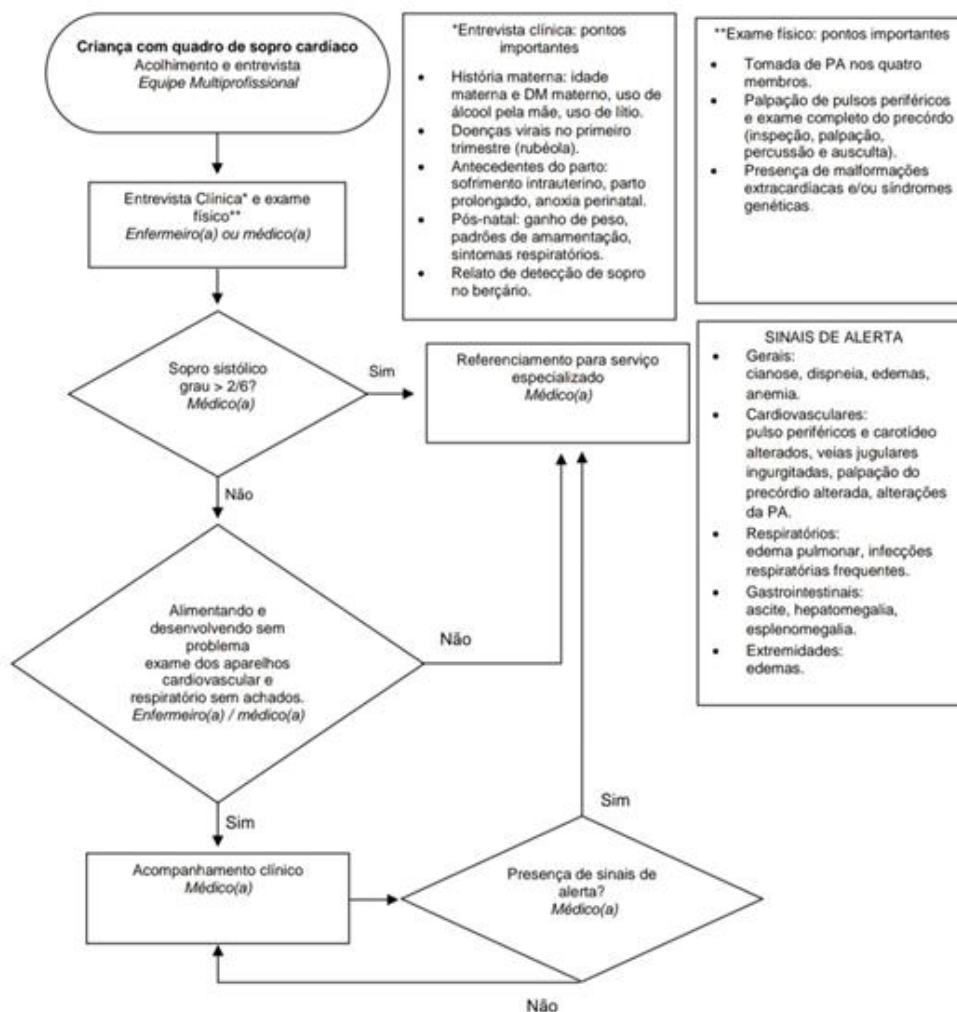 Criança com quadro de sopro cardíaco
Acolhimento e entrevista
Equipe Multiprofissional
Entrevista Clínica* e exame
físico**
Enfermeiro(a) ou médico(a)
*Entrevista clínica: pontos
importantes
• História materna: idade
materna e DM materno, uso de
álcool pela mãe, uso de lítio.
• Doenças virais no primeiro
trimestre (rubéola).
• Antecedentes do parto:
sofrimento intrauterino, parto
prolongado, anoxia perinatal.
• Pós-natal: ganho de peso,
padrões de amamentação,
sintomas respiratórios.
• Relato de detecção de sopro
no berçário.
**Exame físico: pontos importantes
• Tomada de PA nos quatro
membros.
• Palpação de pulsos periféricos
e exame completo do precórdo
(inspeção, palpação,
percussão e ausculta).
• Presença de malformações
extracardíacas e/ou síndromes
genéticas.
Sopro sistólico
grau > 2/6?
Médico(a)
Sim
Referenciamento para serviço
especializado
Médico(a)
Não
SINAIS DE ALERTA
• Gerais:
cianose, dispneia, edemas,
anemia.
• Cardiovasculares:
pulso periféricos e carotídeo
alterados, veias jugulares
ingurgitadas, palpação do
precórdio alterada, alterações
da PA.
• Respiratórios:
edema pulmonar, infecções
respiratórias frequentes.
• Gastrointestinais:
ascite, hepatomegalia,
esplenomegalia.
• Extremidades:
edemas.
Alimentando e
desenvolvendo sem
problema
exame dos aparelhos
cardiovascular e
respiratório sem achados.
Enfermeiro(a) / médico(a)
Não
Sim
Acompanhamento clínico
Médico(a)
Sim
Presença de sinais de
alerta?
Médico(a)
Não